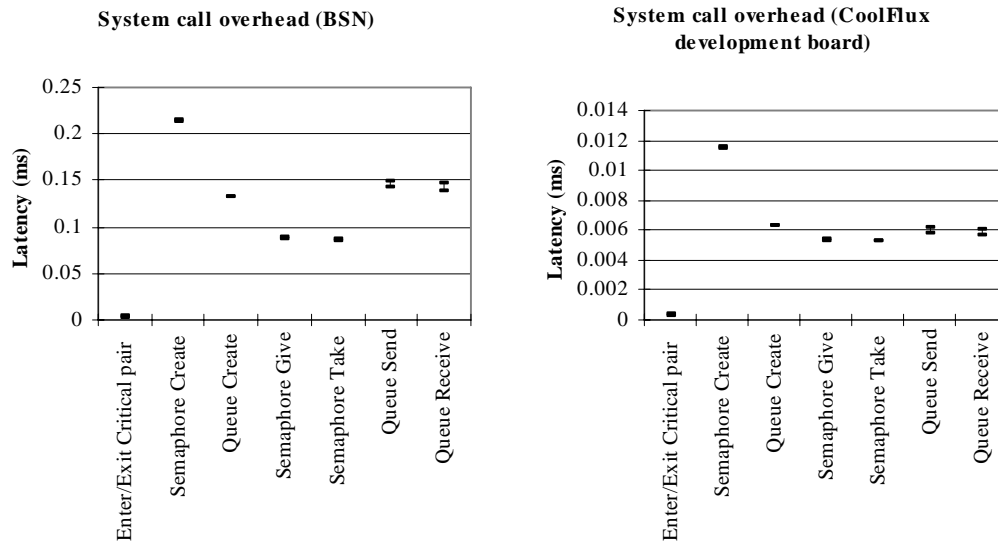 System call overhead (BSN)
Latency (ms)
0.25
0.2
0.15
0.1
0.05
0
Enter/Exit Critical pair
Semaphore Create
Queue Create
Semaphore Give
Semaphore Take
Queue Send
Queue Receive
System call overhead (CoolFlux
development board)
Latency (ms)
0.014
0.012
0.01
0.008
0.006
0.004
0.002
0
Enter/Exit Critical pair
Semaphore Create
Queue Create
Semaphore Give
Semaphore Take
Queue Send
Queue Receive